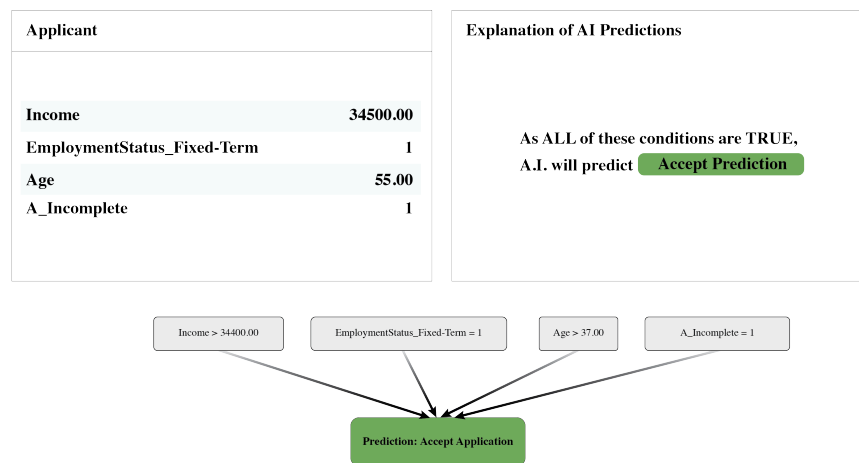 Applicant
Income 34500.00
EmploymentStatus_Fixed-Term 1
Age 55.00
A_Incomplete 1
Explanation of AI Predictions
As ALL of these conditions are TRUE,
A.I. will predict Accept Prediction
Income > 34400.00
EmploymentStatus_Fixed-Term = 1
Age > 37.00
A_Incomplete = 1
Prediction: Accept Application